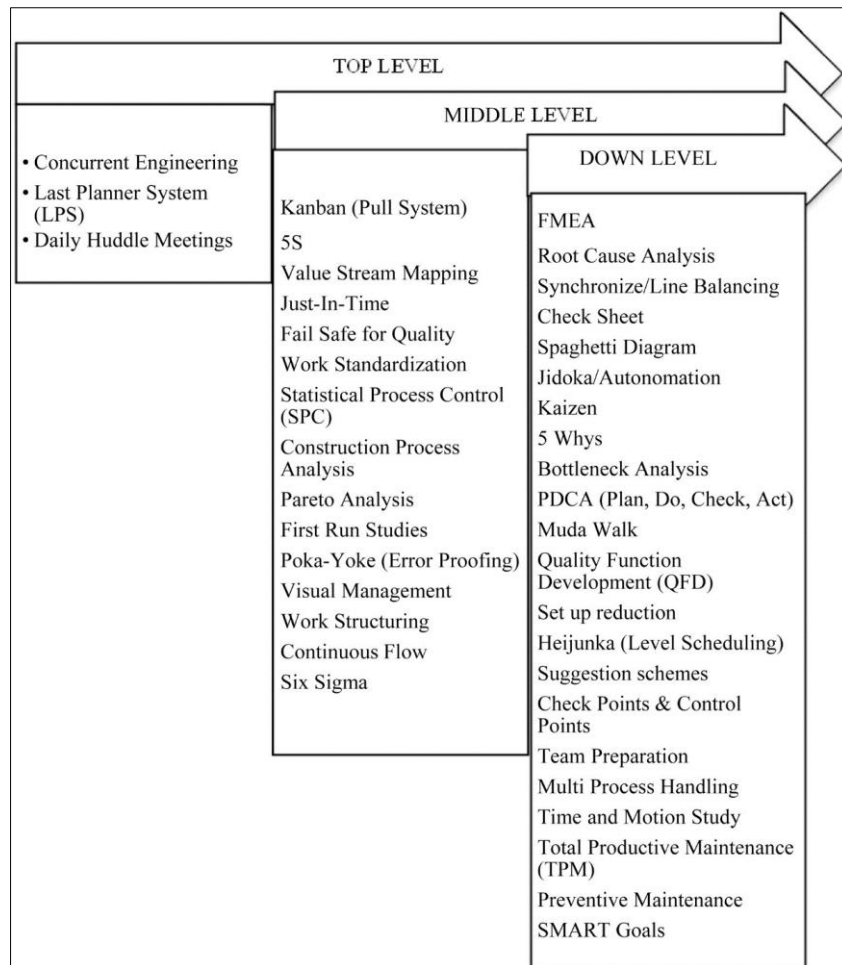 TOP LEVEL
MIDDLE LEVEL
DOWN LEVEL
• Concurrent Engineering
• Last Planner System
(LPS)
• Daily Huddle Meetings
Kanban (Pull System)
5S
Value Stream Mapping
Just-In-Time
Fail Safe for Quality
Work Standardization
Statistical Process Control
(SPC)
Construction Process
Analysis
Pareto Analysis
First Run Studies
Poka-Yoke (Error Proofing)
Visual Management
Work Structuring
Continuous Flow
Six Sigma
FMEA
Root Cause Analysis
Synchronize/Line Balancing
Check Sheet
Spaghetti Diagram
Jidoka/Autonomation
Kaizen
5 Whys
Bottleneck Analysis
PDCA (Plan, Do, Check, Act)
Muda Walk
Quality Function
Development (QFD)
Set up reduction
Heijunka (Level Scheduling)
Suggestion schemes
Check Points & Control
Points
Team Preparation
Multi Process Handling
Time and Motion Study
Total Productive Maintenance
(TPM)
Preventive Maintenance
SMART Goals